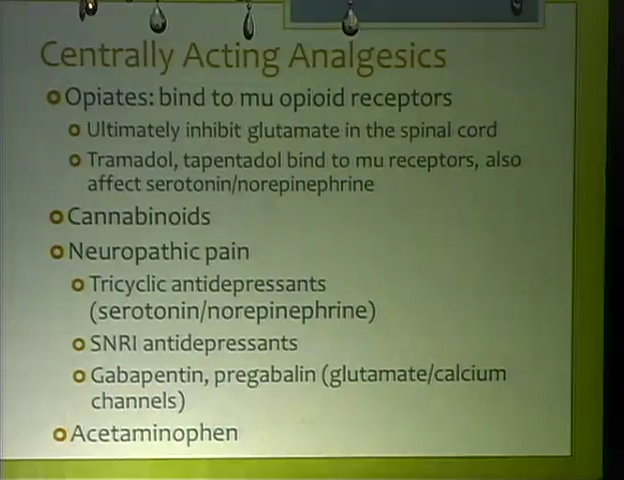 Centrally Acting Analgesics
Opiates: bind to mu opioid receptors
Ultimately inhibit glutamate in the spinal cord
Tramadol, tapentadol bind to mu receptors, also
affect serotonin/norepinephrine
Cannabinoids
Neuropathic pain
Tricyclic antidepressants
(serotonin/norepinephrine)
SNRI antidepressants
Gabapentin, pregabalin (glutamate/calcium
channels)
Acetaminophen